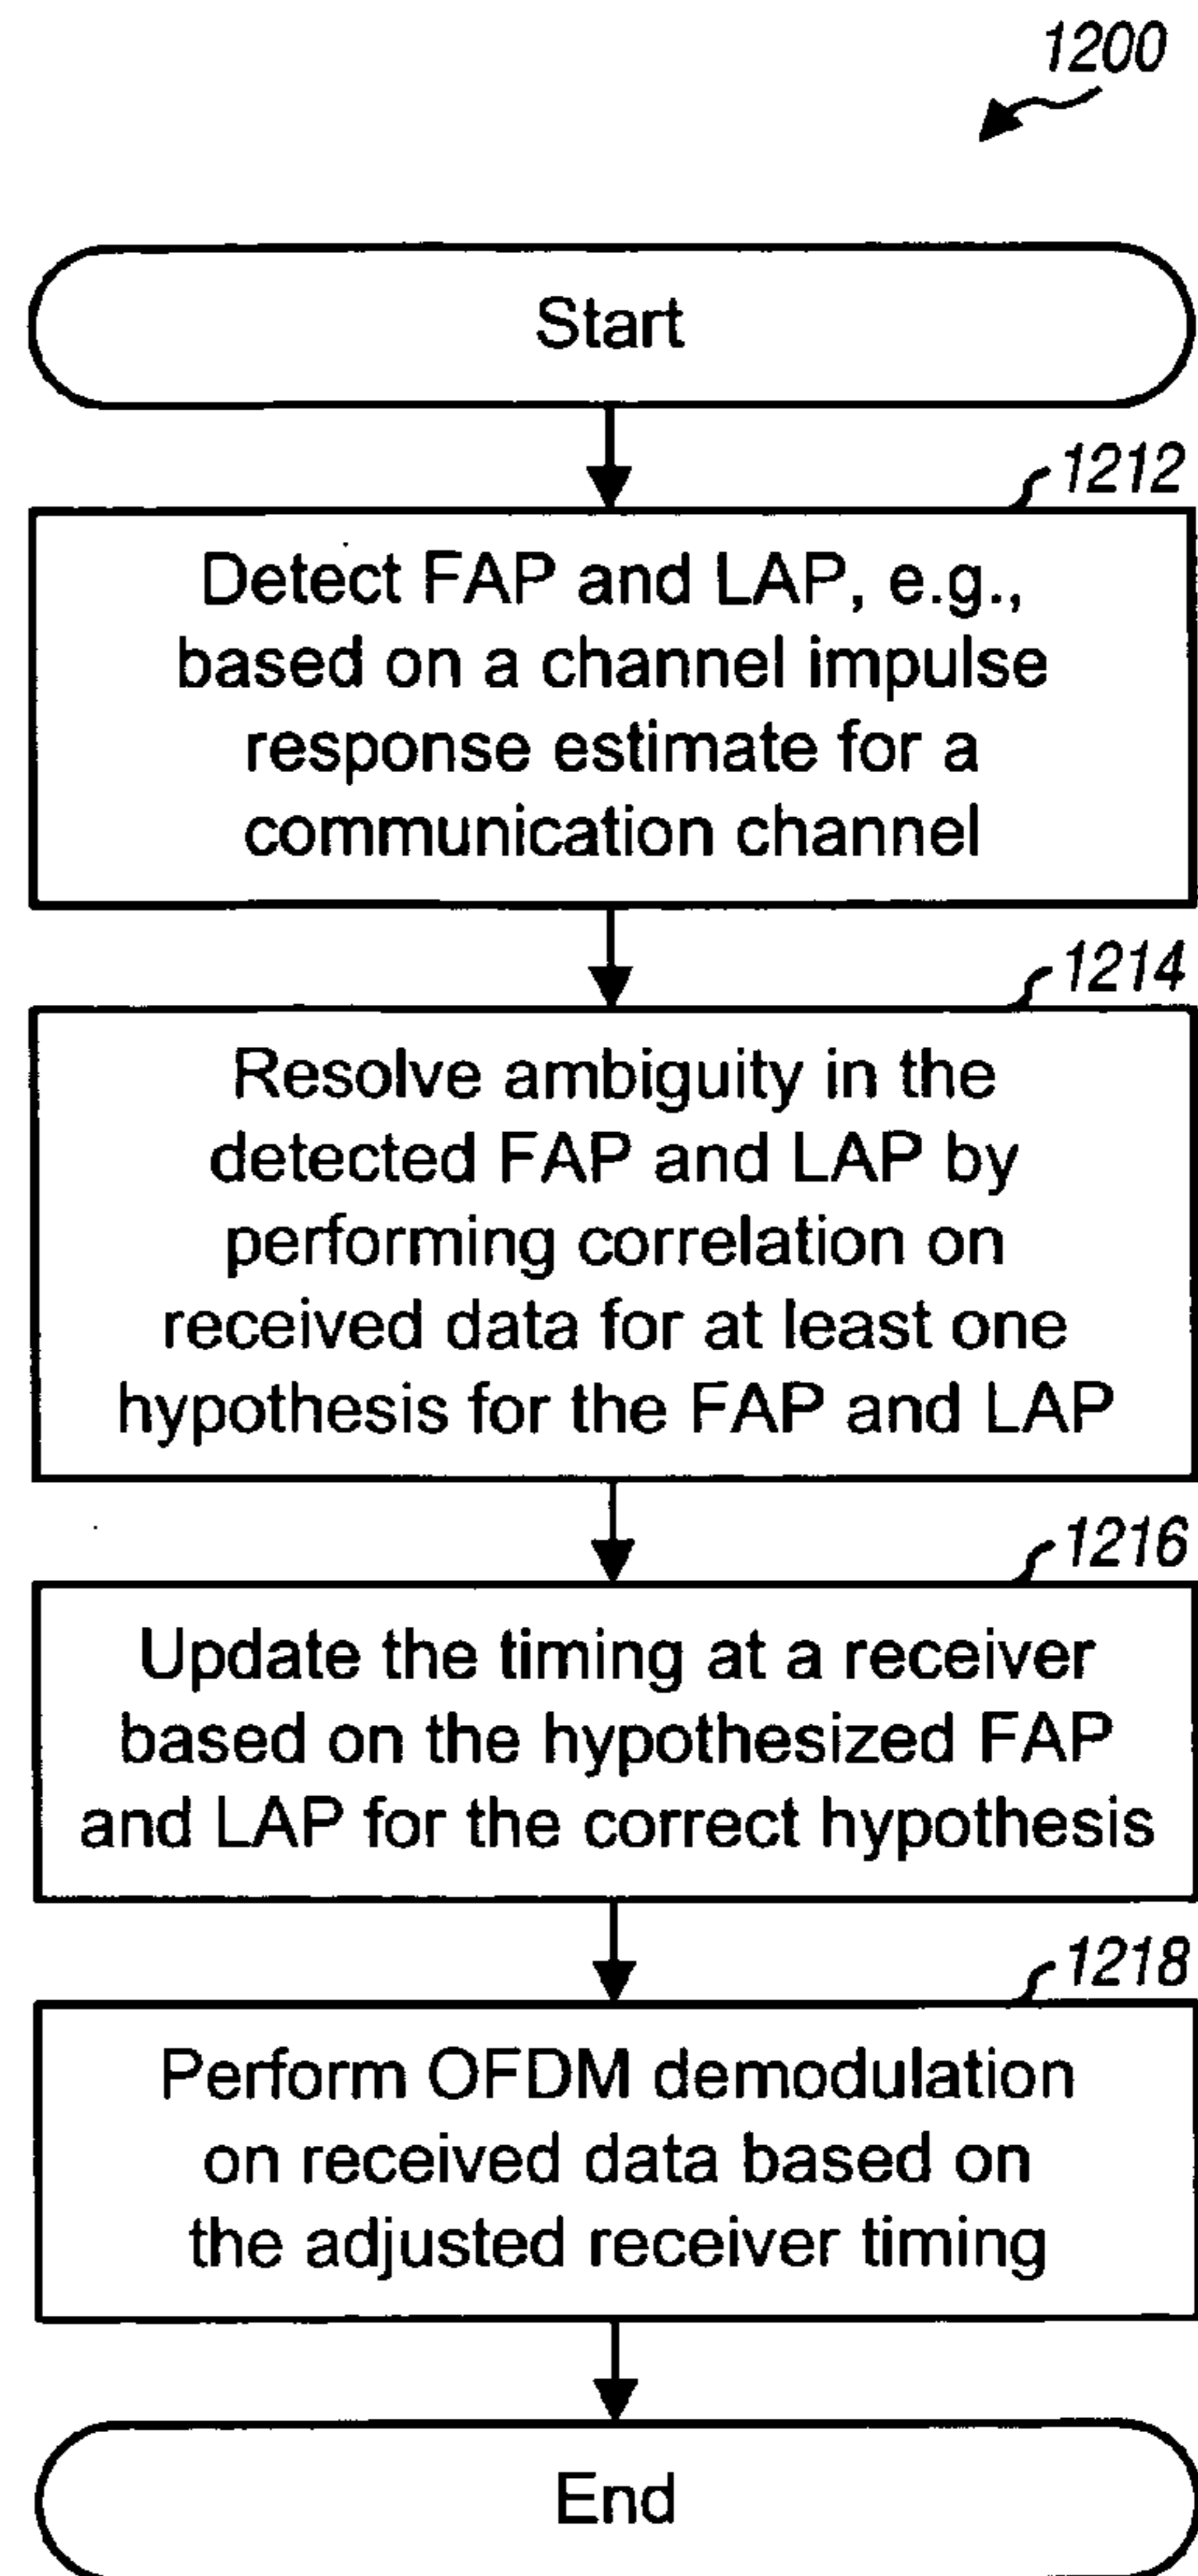 1200
Start
1212
Detect FAP and LAP, e.g.,
based on a channel impulse
response estimate for a
communication channel
1214
Resolve ambiguity in the
detected FAP and LAP by
performing correlation on
received data for at least one
hypothesis for the FAP and LAP
1216
Update the timing at a receiver
based on the hypothesized FAP
and LAP for the correct hypothesis
1218
Perform OFDM demodulation
on received data based on
the adjusted receiver timing
End